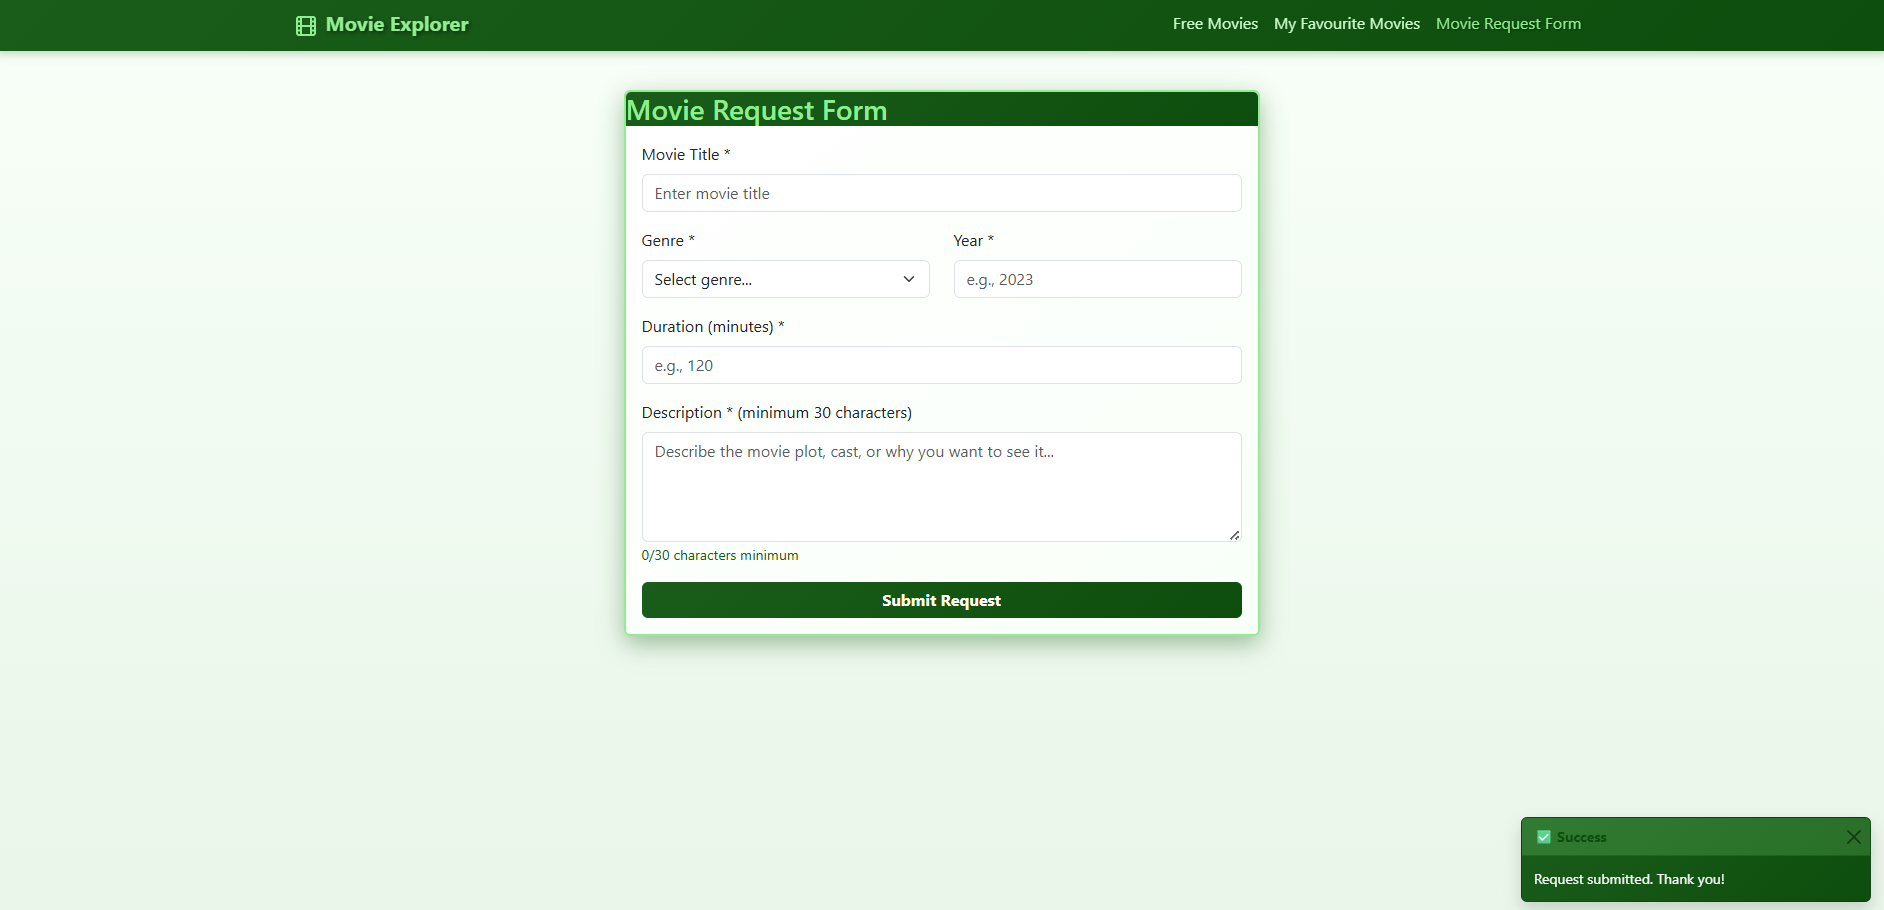 Movie Explorer
Free Movies My Favourite Movies Movie Request Form
Movie Request Form
Movie Title *
Enter movie title
Genre * Year *
Select genre... e.g., 2023
Duration (minutes) *
e.g., 120
Description * (minimum 30 characters)
Describe the movie plot, cast, or why you want to see it...
0/30 characters minimum
Submit Request
✅ Success
Request submitted. Thank you!